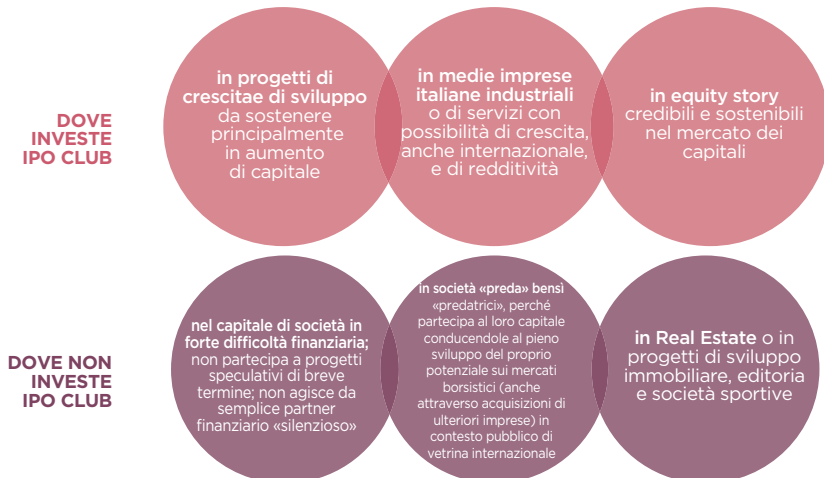 DOVE
INVESTE
IPO CLUB
in progetti di
crescitae di sviluppo
da sostenere
principalmente
in aumento
di capitale
in medie imprese
italiane industriali
o di servizi con
possibilità di crescita,
anche internazionale,
e di redditività
in equity story
credibili e sostenibili
nel mercato dei
capitali
DOVE NON
INVESTE
IPO CLUB
nel capitale di società in
forte difficoltà finanziaria;
non partecipa a progetti
speculativi di breve
termine; non agisce da
semplice partner
finanziario «silenzioso»
in società «preda» bensì
«predatrici», perché
partecipa al loro capitale
conducendole al pieno
sviluppo del proprio
potenziale sui mercati
borsistici (anche
attraverso acquisizioni di
ulteriori imprese) in
contesto pubblico di
vetrina internazionale
in Real Estate o in
progetti di sviluppo
immobiliare, editoria
e società sportive